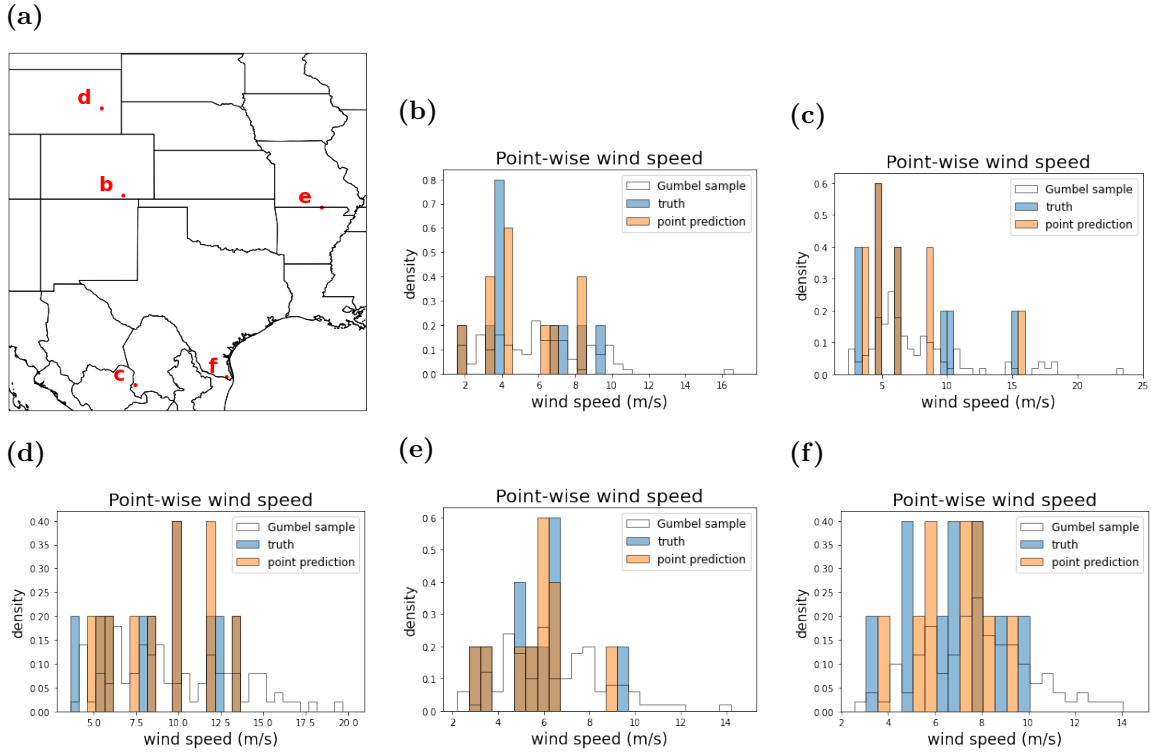 (a)
d
b
e
c
f
(b)
Point-wise wind speed
Gumbel sample
truth
point prediction
density
0.8
0.7
0.6
0.5
0.4
0.3
0.2
0.1
0.0
2 4 6 8 10 12 14 16
wind speed (m/s)
(c)
Point-wise wind speed
Gumbel sample
truth
point prediction
density
0.6
0.5
0.4
0.3
0.2
0.1
0.0
5 10 15 20 25
wind speed (m/s)
(d)
Point-wise wind speed
Gumbel sample
truth
point prediction
density
0.40
0.35
0.30
0.25
0.20
0.15
0.10
0.05
0.00
5.0 7.5 10.0 12.5 15.0 17.5 20.0
wind speed (m/s)
(e)
Point-wise wind speed
Gumbel sample
truth
point prediction
density
0.6
0.5
0.4
0.3
0.2
0.1
0.0
2 4 6 8 10 12 14
wind speed (m/s)
(f)
Point-wise wind speed
Gumbel sample
truth
point prediction
density
0.40
0.35
0.30
0.25
0.20
0.15
0.10
0.05
0.00
2 4 6 8 10 12 14
wind speed (m/s)